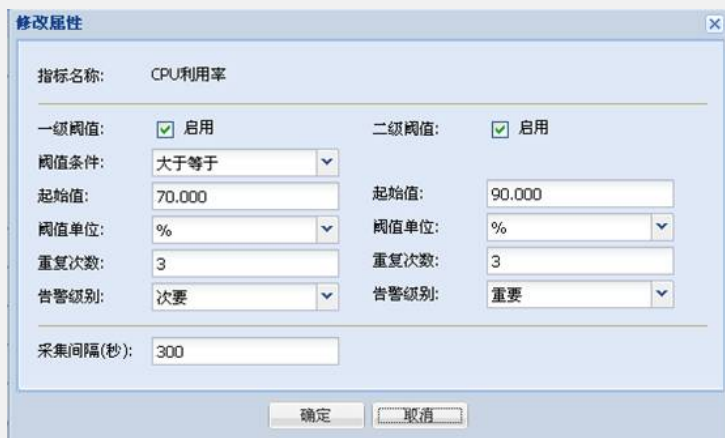 修改属性
指标名称: CPU利用率
一级阈值: 启用 二级阈值: 启用
阈值条件: 大于等于
起始值: 70.000 起始值: 90.000
阈值单位: % 阈值单位: %
重复次数: 3 重复次数: 3
告警级别: 次要 告警级别: 重要
采集间隔(秒): 300
确定 取消